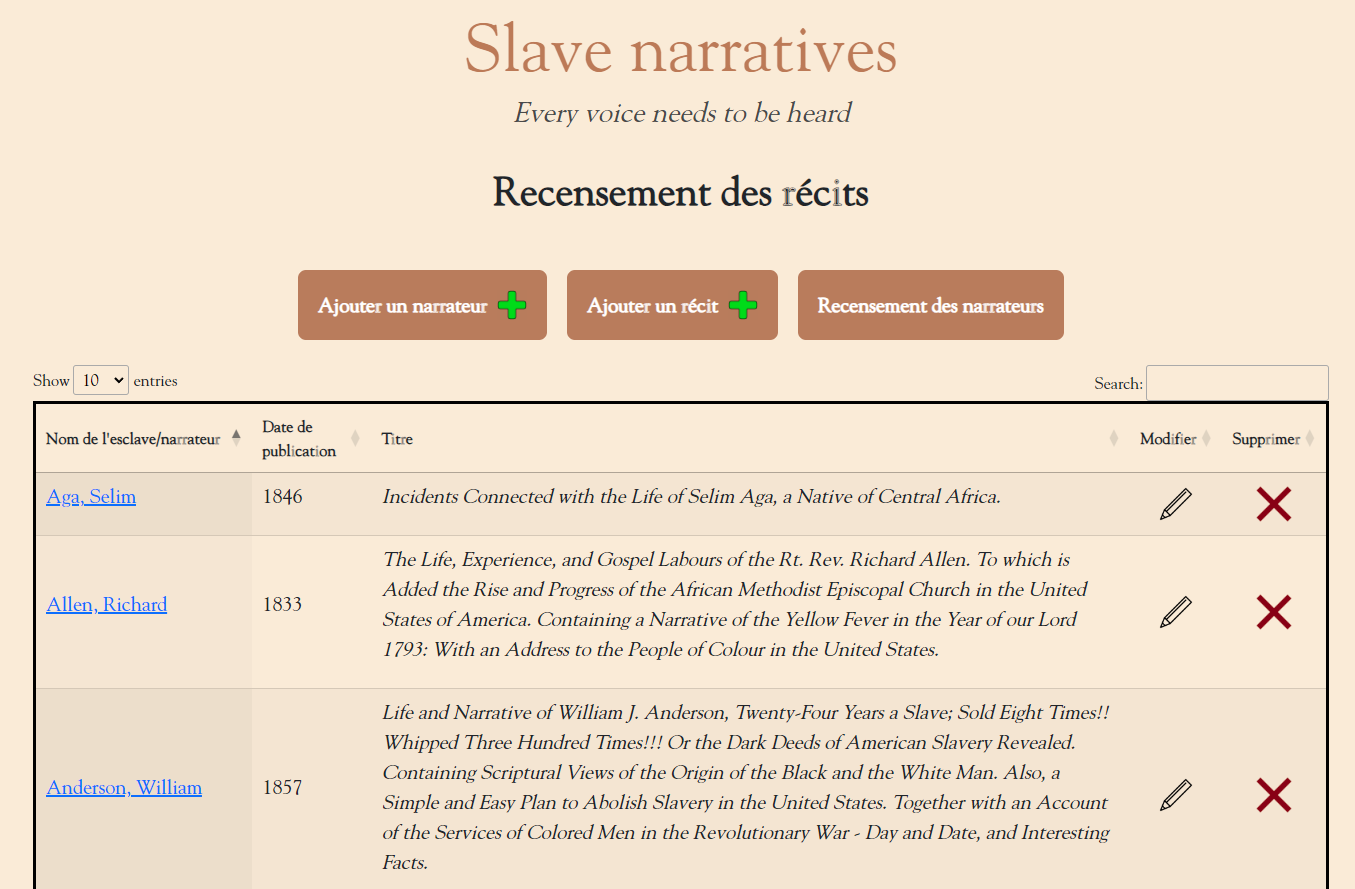 Slave narratives
Every voice needs to be heard
Recensement des récits
Ajouter un narrateur
Ajouter un récit
Recensement des narrateurs
Show 10 entries
Search:
Nom de l'esclave/narrateur
Date de
publication
Titre
Modifier
Supprimer
Aga, Selim
1846
Incidents Connected with the Life of Selim Aga, a Native of Central Africa.
Allen, Richard
1833
The Life, Experience, and Gospel Labours of the Rt. Rev. Richard Allen. To which is
Added the Rise and Progress of the African Methodist Episcopal Church in the United
States of America. Containing a Narrative of the Yellow Fever in the Year of our Lord
1793: With an Address to the People of Colour in the United States.
Anderson, William
1857
Life and Narrative of William J. Anderson, Twenty-Four Years a Slave; Sold Eight Times!!
Whipped Three Hundred Times!!! Or the Dark Deeds of American Slavery Revealed.
Containing Scriptural Views of the Origin of the Black and the White Man. Also, a
Simple and Easy Plan to Abolish Slavery in the United States. Together with an Account
of the Services of Colored Men in the Revolutionary War - Day and Date, and Interesting
Facts.